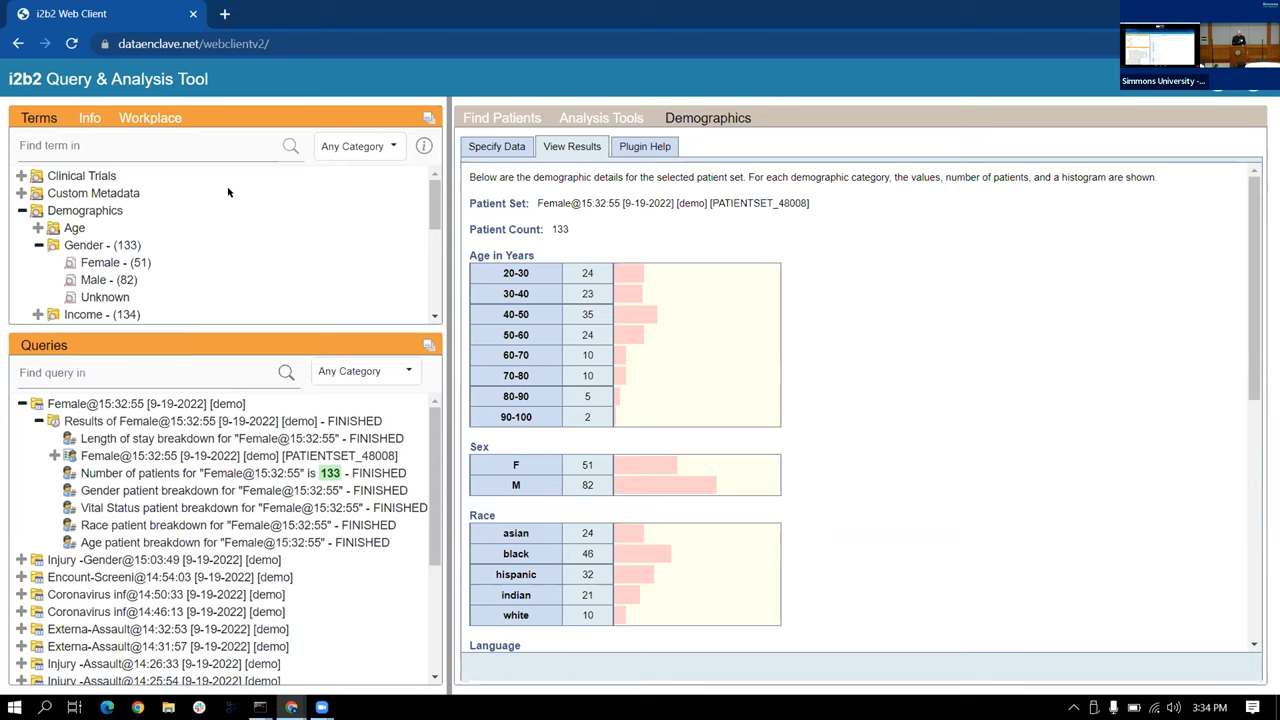 i2b2 Web Client
dataenclave.net/webclientv2/
Simmons University -...
i2b2 Query & Analysis Tool
Terms Info Workplace
Find term in
Any Category
Clinical Trials
Custom Metadata
Demographics
Age
Gender - (133)
Female - (51)
Male - (82)
Unknown
Income - (134)
Queries
Find query in
Any Category
Female@15:32:55 [9-19-2022] [demo]
Results of Female@15:32:55 [9-19-2022] [demo] - FINISHED
Length of stay breakdown for "Female@15:32:55" - FINISHED
Female@15:32:55 [9-19-2022] [demo] [PATIENTSET_48008]
Number of patients for "Female@15:32:55" is 133 - FINISHED
Gender patient breakdown for "Female@15:32:55" - FINISHED
Vital Status patient breakdown for "Female@15:32:55" - FINISHED
Race patient breakdown for "Female@15:32:55" - FINISHED
Age patient breakdown for "Female@15:32:55" - FINISHED
Injury -Gender@15:03:49 [9-19-2022] [demo]
Encount-Screeni@14:54:03 [9-19-2022] [demo]
Coronavirus inf@14:50:33 [9-19-2022] [demo]
Coronavirus inf@14:46:13 [9-19-2022] [demo]
Externa-Assault@14:32:53 [9-19-2022] [demo]
Externa-Assault@14:31:57 [9-19-2022] [demo]
Injury -Assault@14:26:33 [9-19-2022] [demo]
Injury -Assault@14:25:54 [9-19-2022] [demo]
Find Patients Analysis Tools Demographics
Specify Data View Results Plugin Help
Below are the demographic details for the selected patient set. For each demographic category, the values, number of patients, and a histogram are shown.
Patient Set: Female@15:32:55 [9-19-2022] [demo] [PATIENTSET_48008]
Patient Count: 133
Age in Years
20-30 24
30-40 23
40-50 35
50-60 24
60-70 10
70-80 10
80-90 5
90-100 2
Sex
F 51
M 82
Race
asian 24
black 46
hispanic 32
indian 21
white 10
Language
3:34 PM